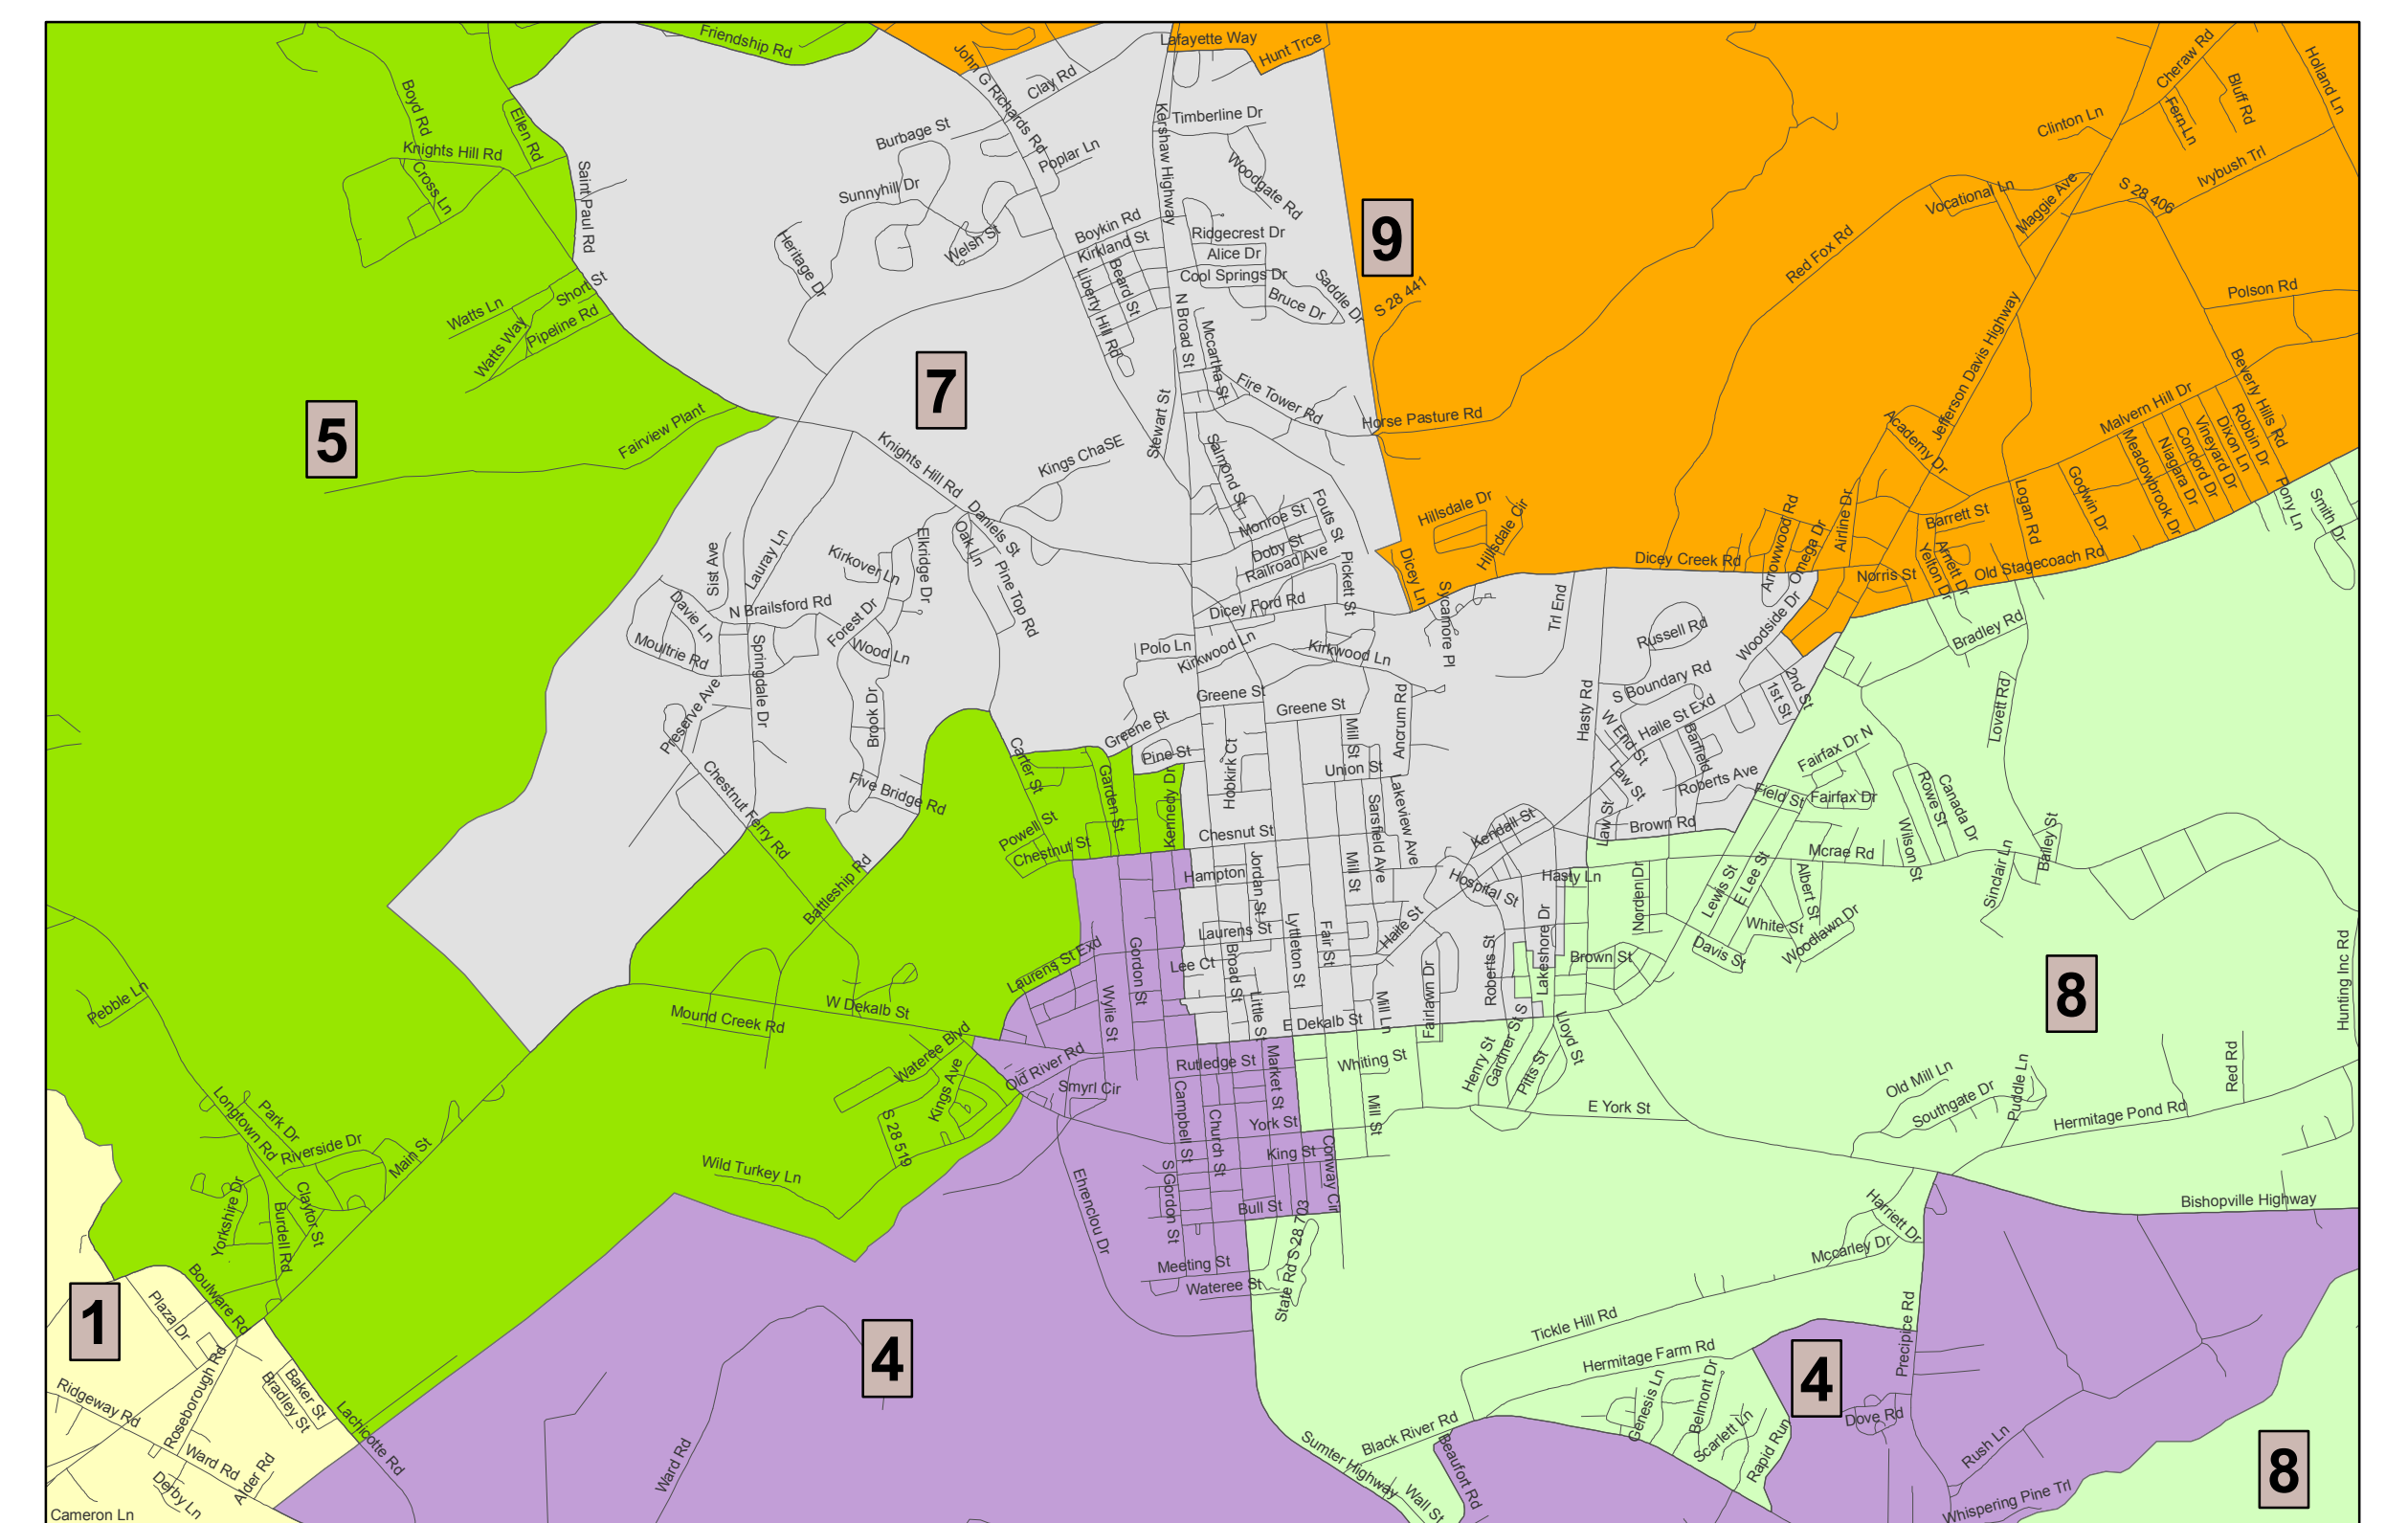 Friendship Rd
Lafayette Way
Hunt Trce
John G Richards Rd
Clay Rd
Cheraw Rd
Holland Ln
Bluff Rd
Fern Ln
Boyd Rd
Ellen Rd
Kershaw Highway
Timberline Dr
Clinton Ln
Burbage St
Knights Hill Rd
Poplar Ln
Ivybush Trl
Cross Ln
Saint Paul Rd
Sunnyhill Dr
Woodgate Rd
Vocational Ln
Maggie Ave
S 28 406
Heritage Dr
Welsh St
Boykin Rd
Kirkland St
Ridgecrest Dr
Alice Dr
Cool Springs Dr
9
Red Fox Rd
Liberty Hill Rd
Beard St
Bruce Dr
Saddle Dr
S 28 441
Polson Rd
Short St
Watts Ln
Watts Way
Pipeline Rd
N Broad St
Mccartha St
Jefferson Davis Highway
Beverly Hills Rd
7
Fire Tower Rd
Horse Pasture Rd
Stewart St
5
Fairview Plant
Knights Hill Rd
Kings ChaSE
Salmond St
Academy Dr
Malvern Hill Dr
Robbin Dr
Dixon Ln
Vineyard Dr
Concord Dr
Niagara Dr
Meadowbrook Dr
Godwin Dr
Pony Ln
Smith Dr
Logan Rd
Fouts St
Monroe St
Doby St
Railroad Ave
Hillsdale Dr
Hillsdale Cir
Daniels St
Oak Ln
Elkridge Dr
Kirkover Ln
Lauray Ln
Sist Ave
Pine Top Rd
Pickett St
Dicey Ln
Dicey Creek Rd
Arrowwood Rd
Omega Dr
Airline Dr
Barrett St
Arnett Dr
Yelton Dr
Norris St
Old Stagecoach Rd
Davie Ln
N Brailsford Rd
Dicey Ford Rd
Sycamore Pl
Trl End
Russell Rd
Woodside Dr
Bradley Rd
Moultrie Rd
Springdale Dr
Forest Dr
Wood Ln
Polo Ln
Kirkwood Ln
Kirkwood Ln
Preserve Ave
Brook Dr
Greene St
Greene St
Greene St
Ancrum Rd
Hasty Rd
S Boundary Rd
Haile St Exd
1st St
2nd St
Lovett Rd
Carter St
Pine St
Hobkirk Ct
Mill St
Union St
W End St
Barfield
Law St
Roberts Ave
Fairfax Dr N
Fairfax Dr
Field St
Chestnut Ferry Rd
Five Bridge Rd
Garden St
Kennedy Dr
Sarsfield Ave
Lakeview Ave
Rowe St
Canada Dr
Powell St
Chestnut St
Chesnut St
Kendall St
Law St
Brown Rd
Mcrae Rd
Wilson St
Bailey St
Battleship Rd
Hampton
Jordan St
Mill St
Hospital St
Hasty Ln
Norden Dr
Lewis St
E Lee St
Albert St
Sinclair Ln
White St
Woodlawn Dr
Davis St
Laurens St Exd
Gordon St
Laurens St
Lee Ct
Broad St
Lyttleton St
Fair St
Haile St
Fairlawn Dr
Roberts St
Lakeshore Dr
Brown St
8
Hunting Inc Rd
Pebble Ln
Mound Creek Rd
W Dekalb St
Wylie St
Little St
E Dekalb St
Mill Ln
Wateree Blvd
Kings Ave
Old River Rd
Smyrl Cir
Rutledge St
Market St
Whiting St
Henry St
Gardner St S
Pitts St
Lloyd St
Red Rd
Longtown Rd
Park Dr
Riverside Dr
Main St
S 28 519
Wild Turkey Ln
Campbell St
Church St
York St
Mill St
E York St
Old Mill Ln
Southgate Dr
Puddle Ln
Hermitage Pond Rd
King St
Conway Cir
Yorkshire Dr
Burdell Rd
Ehrenclou Dr
S Gordon St
Bull St
Harriett Dr
Bishopville Highway
Meeting St
Wateree St
State Rd S 28 703
Mccarley Dr
1
Plaza Dr
Boulware Rd
Tickle Hill Rd
Precipice Rd
4
Hermitage Farm Rd
4
Ridgeway Rd
Roseborough Rd
Baker St
Bradley St
Lachicotte Rd
Black River Rd
Genesis Ln
Belmont Dr
Scarlett Ln
Rapid Run
Dove Rd
Ward Rd
Ward Rd
Alder Rd
Derby Ln
Sumter Highway
Beaufort Rd
Wall St
Rush Ln
Whispering Pine Trl
8
Cameron Ln